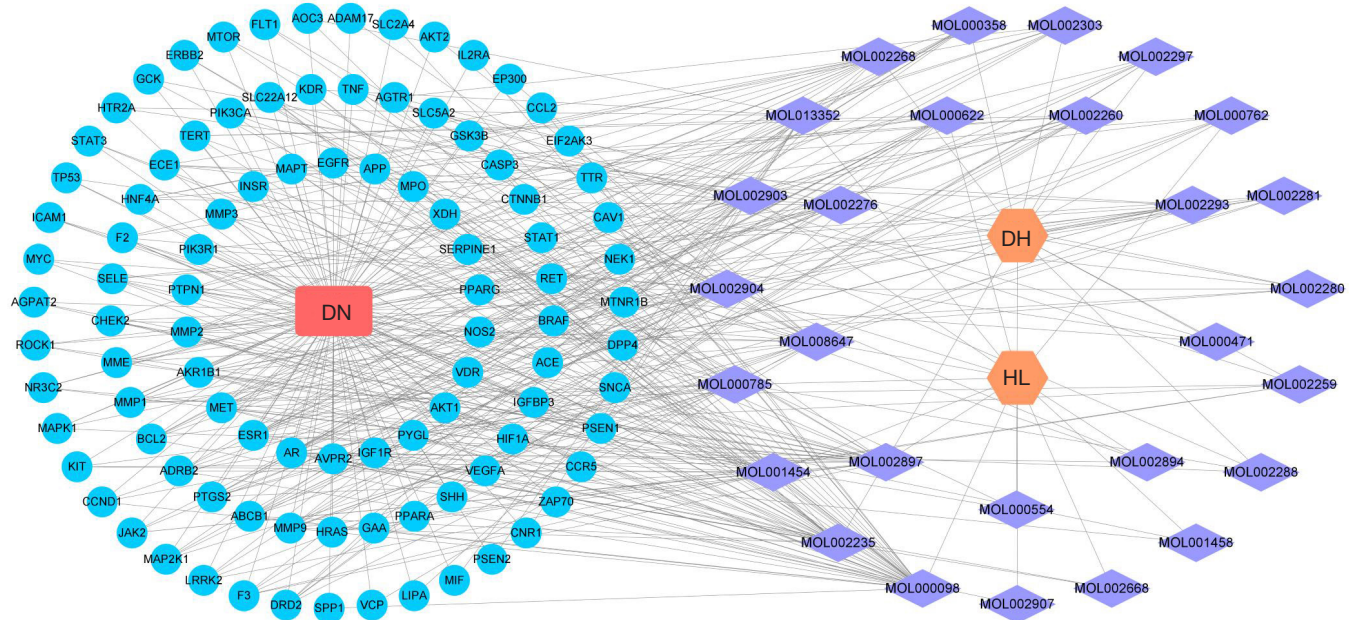 FLT1
AOC3
ADAM17
SLC2A4
AKT2
IL2RA
EP300
CCL2
EIF2AK3
TTR
CAV1
NEK1
MTNR1B
DPP4
SNCA
PSEN1
CCR5
ZAP70
CNR1
PSEN2
MIF
LIPA
VCP
SPP1
DRD2
F3
LRRK2
MAP2K1
JAK2
CCND1
KIT
MAPK1
NR3C2
ROCK1
AGPAT2
MYC
ICAM1
TP53
STAT3
HTR2A
GCK
ERBB2
MTOR
SLC22A12
KDR
TNF
AGTR1
SLC5A2
GSK3B
CASP3
CTNNB1
STAT1
RET
BRAF
ACE
IGFBP3
HIF1A
VEGFA
SHH
PPARA
GAA
HRAS
MMP9
ABCB1
PTGS2
ADRB2
BCL2
MMP1
MME
CHEK2
SELE
F2
HNF4A
ECE1
TERT
PIK3CA
MAPT
EGFR
APP
MPO
XDH
SERPINE1
PPARG
NOS2
VDR
AKT1
PYGL
IGF1R
AVPR2
AR
ESR1
MET
AKR1B1
MMP2
PTPN1
PIK3R1
MMP3
INSR
DN
MOL000358
MOL002303
MOL002268
MOL002297
MOL013352
MOL000622
MOL002260
MOL000762
MOL002903
MOL002276
MOL002293
MOL002281
DH
MOL002904
MOL002280
MOL008647
MOL000471
MOL000785
HL
MOL002259
MOL001454
MOL002897
MOL002894
MOL002288
MOL000554
MOL002235
MOL001458
MOL000098
MOL002907
MOL002668